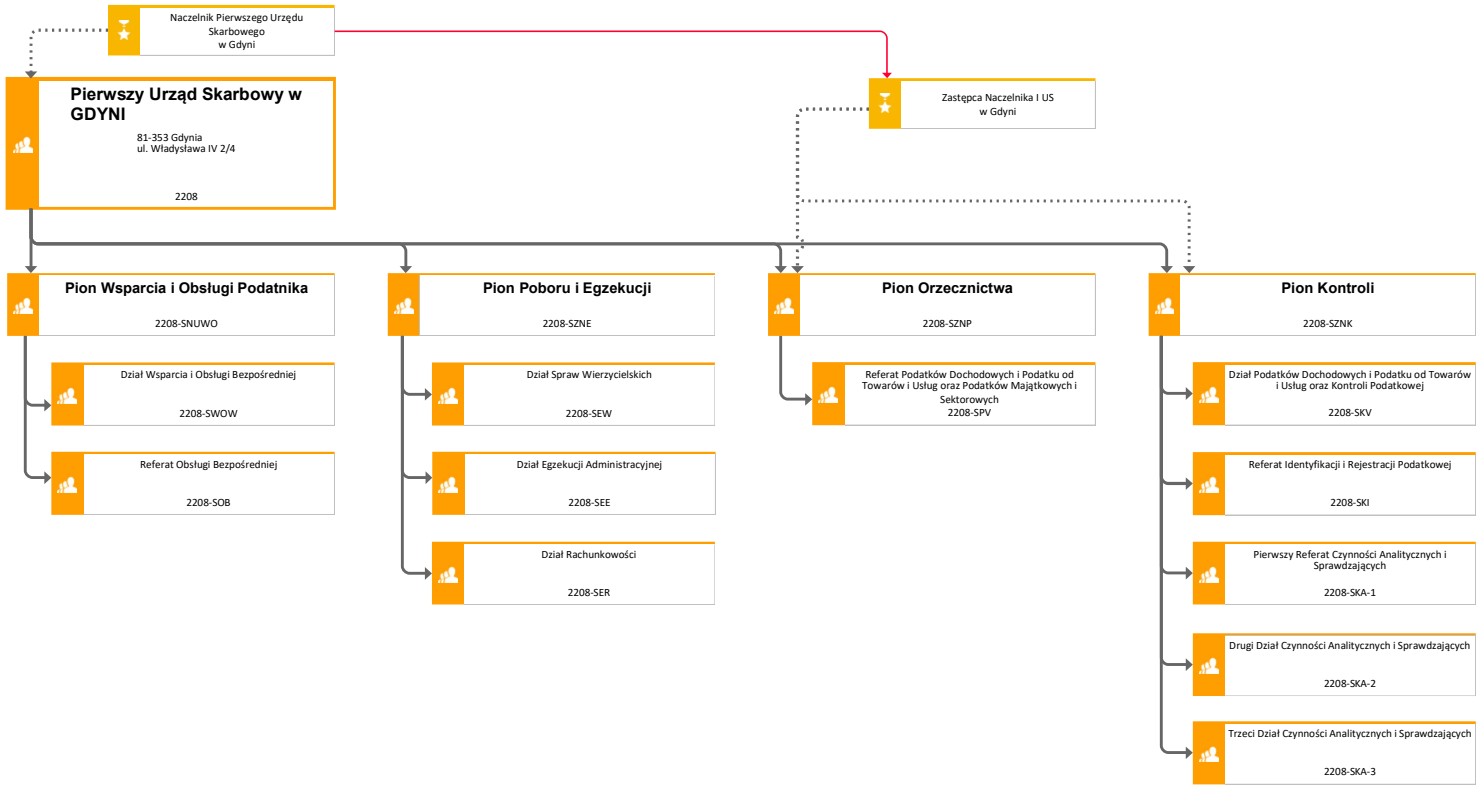 Naczelnik Pierwszego Urzędu
Skarbowego
w Gdyni
Pierwszy Urząd Skarbowy w
GDYNI
81-353 Gdynia
ul. Władysława IV 2/4
2208
Zastępca Naczelnika I US
w Gdyni
Pion Wsparcia i Obsługi Podatnika
2208-SNUWO
Dział Wsparcia i Obsługi Bezpośredniej
2208-SWOW
Referat Obsługi Bezpośredniej
2208-SOB
Pion Poboru i Egzekucji
2208-SZNE
Dział Spraw Wierzycielskich
2208-SEW
Dział Egzekucji Administracyjnej
2208-SEE
Dział Rachunkowości
2208-SER
Pion Orzecznictwa
2208-SZNP
Referat Podatków Dochodowych i Podatku od
Towarów i Usług oraz Podatków Majątkowych i
Sektorowych
2208-SPV
Pion Kontroli
2208-SZNK
Dział Podatków Dochodowych i Podatku od Towarów
i Usług oraz Kontroli Podatkowej
2208-SKV
Referat Identyfikacji i Rejestracji Podatkowej
2208-SKI
Pierwszy Referat Czynności Analitycznych i
Sprawdzających
2208-SKA-1
Drugi Dział Czynności Analitycznych i Sprawdzających
2208-SKA-2
Trzeci Dział Czynności Analitycznych i Sprawdzających
2208-SKA-3